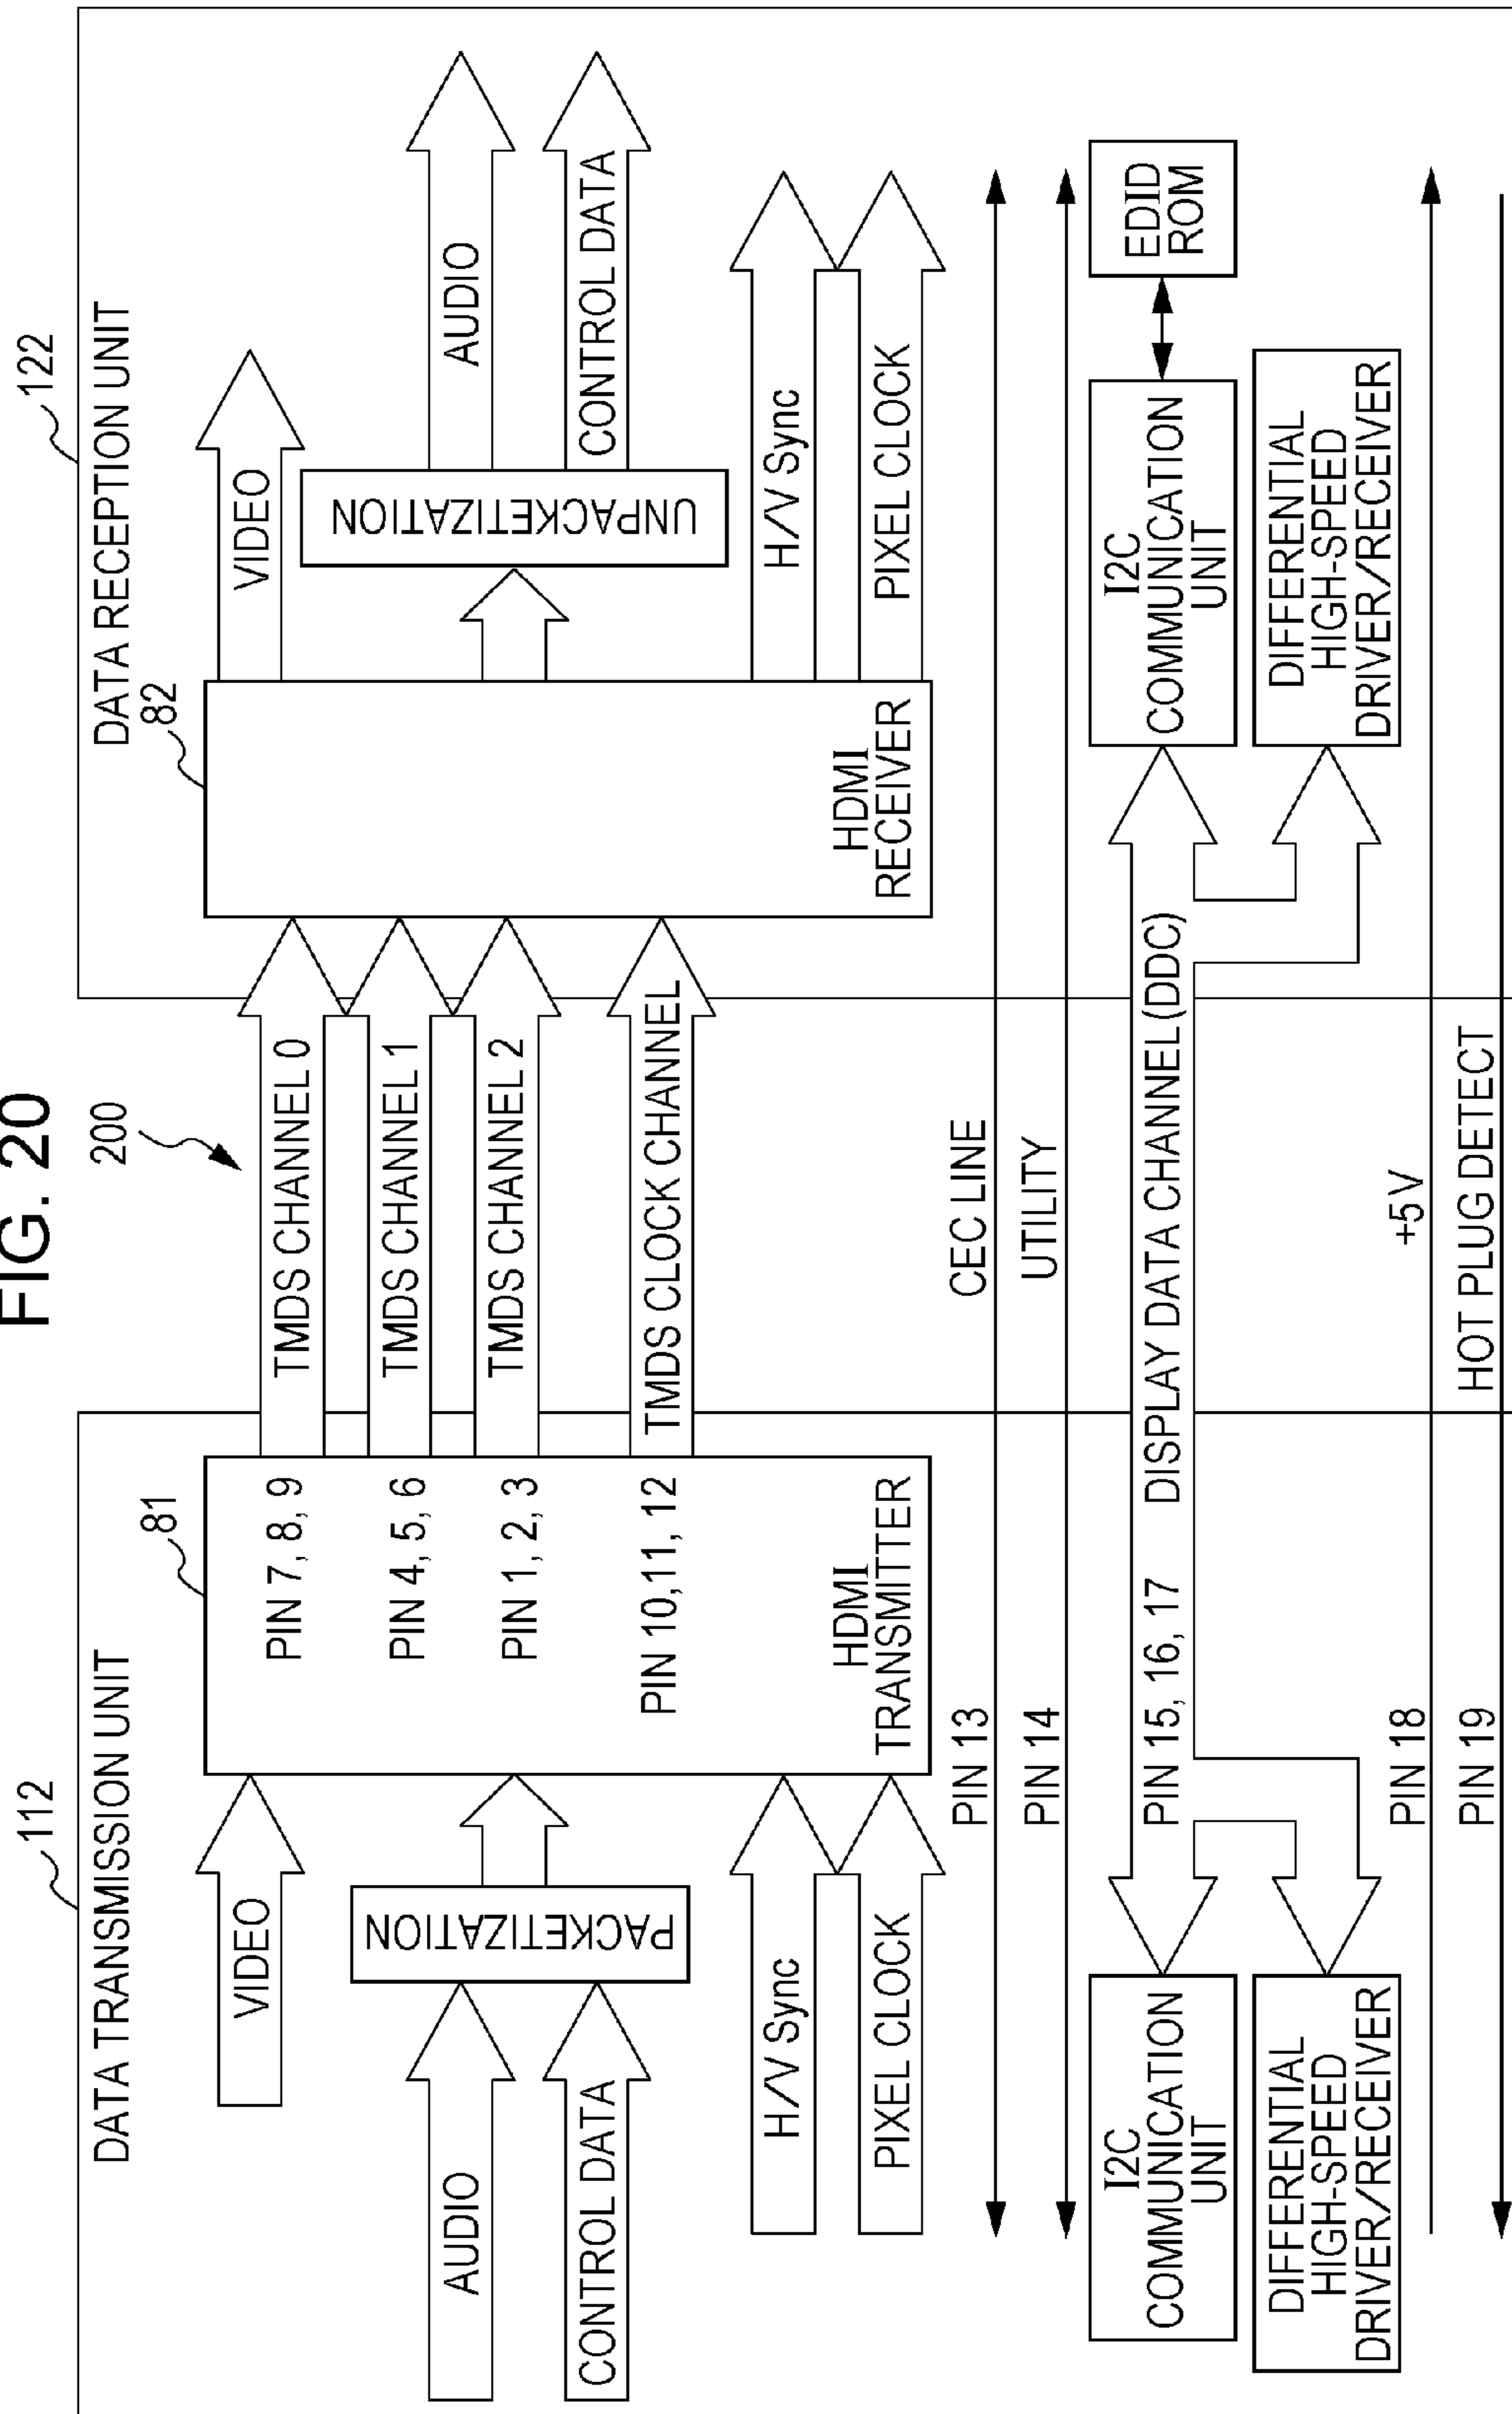 FIG. 20
200
112
DATA TRANSMISSION UNIT
81
VIDEO
AUDIO
CONTROL DATA
PACKETIZATION
H/V Sync
PIXEL CLOCK
PIN 7, 8, 9
PIN 4, 5, 6
PIN 1, 2, 3
PIN 10,11, 12
HDMI
TRANSMITTER
TMDS CHANNEL 0
TMDS CHANNEL 1
TMDS CHANNEL 2
TMDS CLOCK CHANNEL
122
DATA RECEPTION UNIT
82
HDMI
RECEIVER
VIDEO
UNPACKETIZATION
AUDIO
CONTROL DATA
H/V Sync
PIXEL CLOCK
PIN 13
CEC LINE
PIN 14
UTILITY
I2C
COMMUNICATION
UNIT
PIN 15, 16, 17
DISPLAY DATA CHANNEL(DDC)
I2C
COMMUNICATION
UNIT
EDID
ROM
DIFFERENTIAL
HIGH-SPEED
DRIVER/RECEIVER
DIFFERENTIAL
HIGH-SPEED
DRIVER/RECEIVER
PIN 18
+5 V
PIN 19
HOT PLUG DETECT